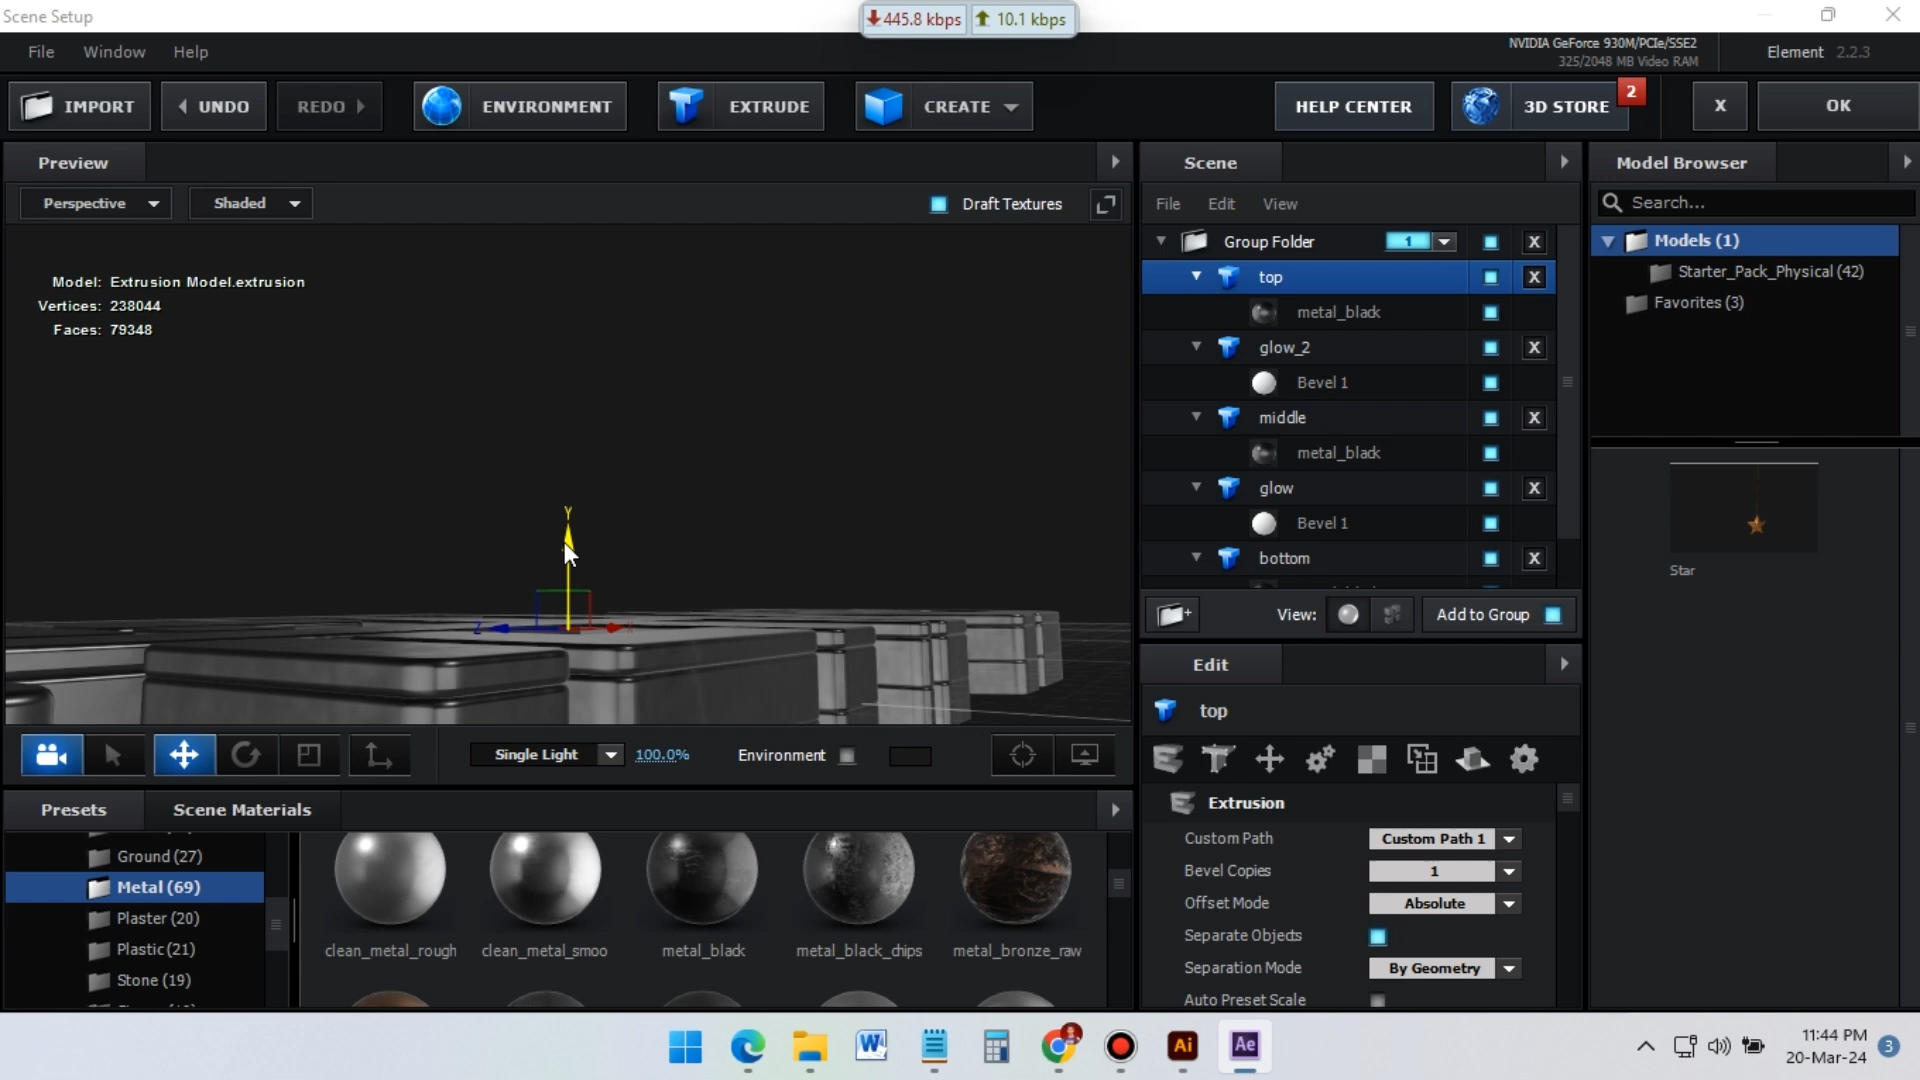 Scene Setup
445.8 kbps 10.1 kbps
File Window Help
NVIDIA GeForce 930M/PCIe/SSE2
325/2048 MB Video RAM
Element 2.2.3
IMPORT UNDO REDO ENVIRONMENT EXTRUDE CREATE HELP CENTER 3D STORE 2 X OK
Preview
Perspective Shaded Draft Textures
Model: Extrusion Model.extrusion
Vertices: 238044
Faces: 79348
Y
Z
Single Light 100.0% Environment
Presets Scene Materials
Ground (27)
Metal (69)
Plaster (20)
Plastic (21)
Stone (19)
clean_metal_rough clean_metal_smoo metal_black metal_black_chips metal_bronze_raw
Scene
File Edit View
Group Folder 1 X
top X
metal_black
glow_2 X
Bevel 1
middle X
metal_black
glow X
Bevel 1
bottom X
View: Add to Group
Edit
top
Extrusion
Custom Path Custom Path 1
Bevel Copies 1
Offset Mode Absolute
Separate Objects
Separation Mode By Geometry
Auto Preset Scale
Model Browser
Search...
Models (1)
Starter_Pack_Physical (42)
Favorites (3)
Star
W Ai Ae
11:44 PM
20-Mar-24
3